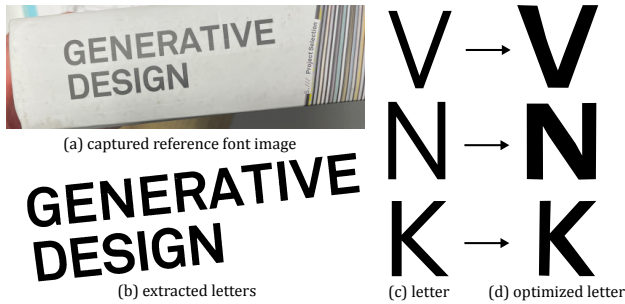 GENERATIVE
DESIGN
Project Selection
(a) captured reference font image
GENERATIVE
DESIGN
(b) extracted letters
V V
N N
K K
(c) letter (d) optimized letter